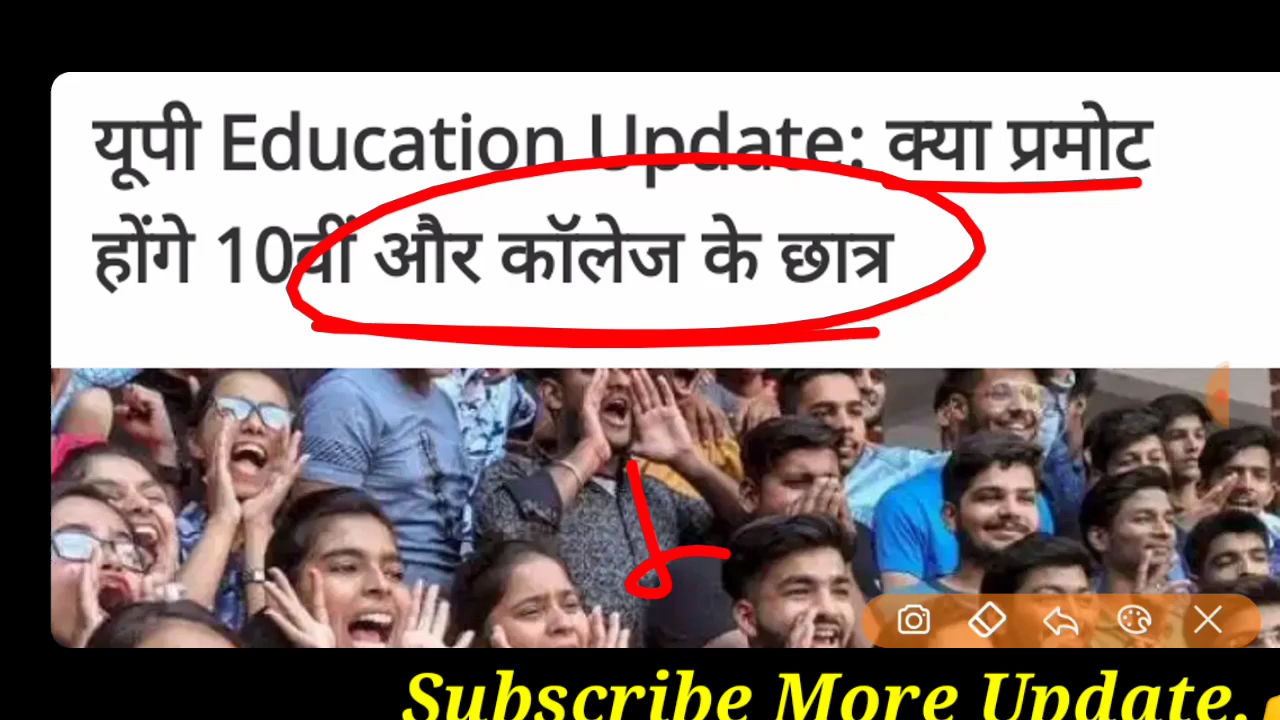 यूपी Education Update: क्या प्रमोट
होंगे 10वीं और कॉलेज के छात्र
Subscribe More Update.